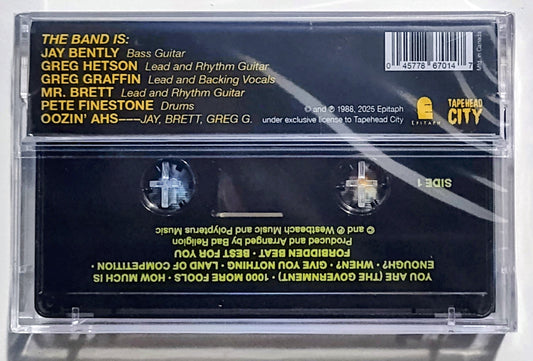 THE BAND IS:
JAY BENTLY Bass Guitar
GREG HETSON Lead and Rhythm Guitar
GREG GRAFFIN Lead and Backing Vocals
MR. BRETT Lead and Rhythm Guitar
PETE FINESTONE Drums
OOZIN' AHS—JAY, BRETT, GREG G.
0 45778 67014 7
Made in Canada
© and ℗ 1988, 2025 Epitaph
under exclusive license to Tapehead City
EPITAPH
TAPEHEAD
CITY
SIDE 1
YOU ARE (THE GOVERNMENT) • 1000 MORE FOOLS • HOW MUCH IS
ENOUGH? • WHEN? • GIVE YOU NOTHING • LAND OF COMPETITION •
FORBIDDEN BEAT • BEST FOR YOU
Produced and Arranged by Bad Religion
© and ℗ Westbeach Music and Polypterus Music